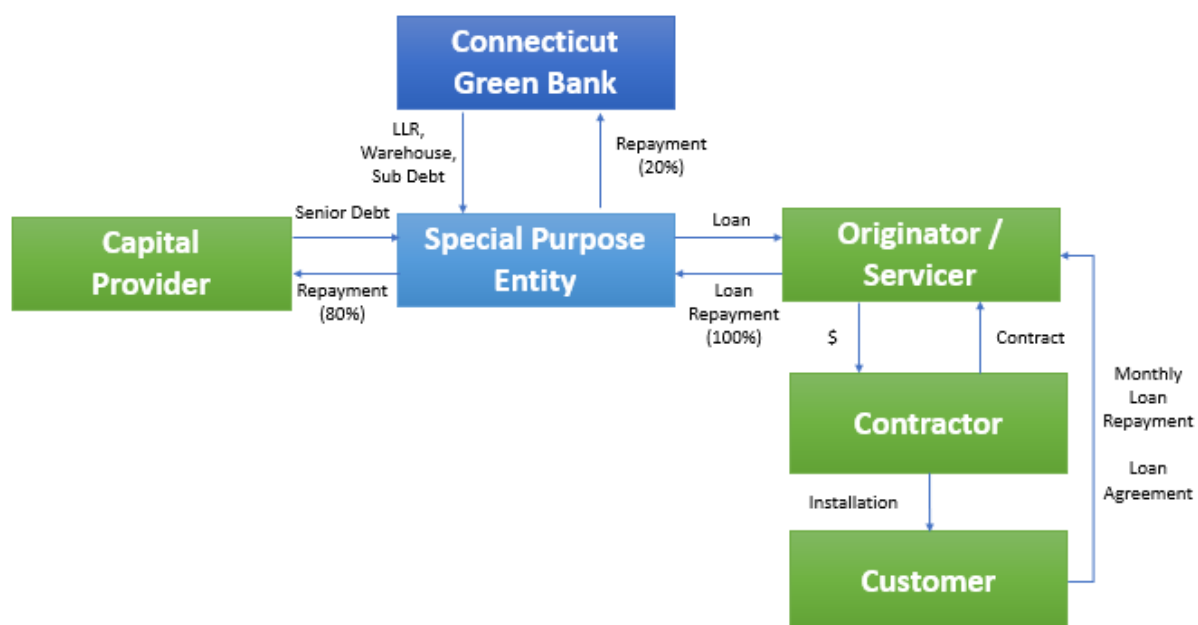 Connecticut
Green Bank
LLR,
Warehouse,
Sub Debt
Repayment
(20%)
Senior Debt
Capital
Provider
Repayment
(80%)
Special Purpose
Entity
Loan
Loan
Repayment
(100%)
Originator /
Servicer
$
Contract
Contractor
Monthly
Loan
Repayment
Loan
Agreement
Installation
Customer